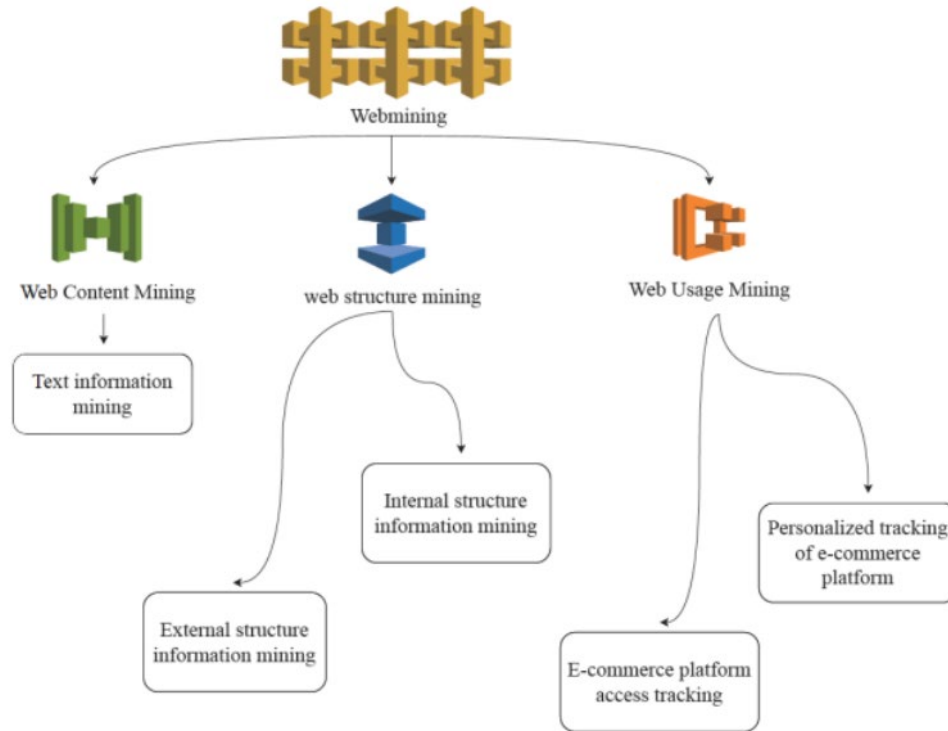 Webmining
Web Content Mining
web structure mining
Web Usage Mining
Text information
mining
Internal structure
information mining
Personalized tracking
of e-commerce
platform
External structure
information mining
E-commerce platform
access tracking